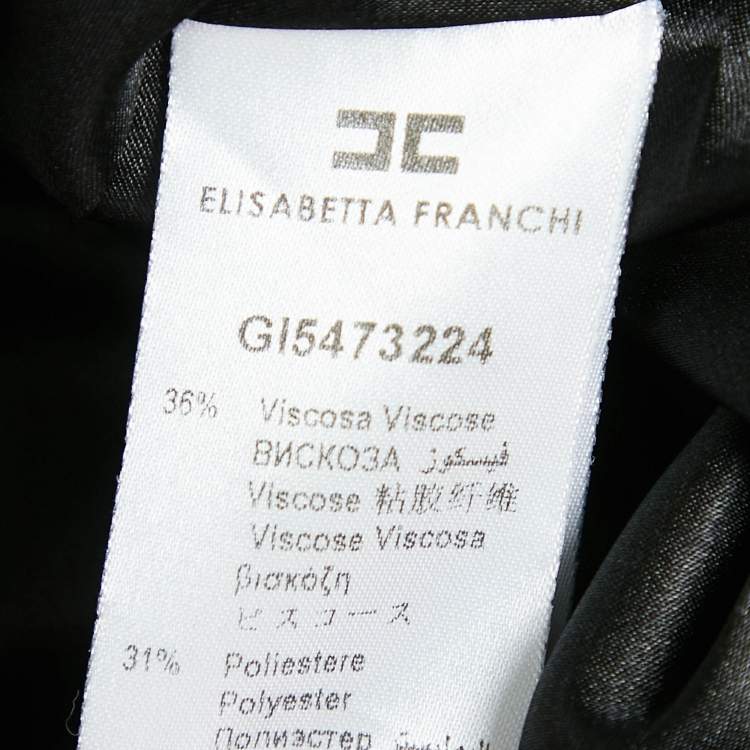 ELISABETTA FRANCHI
GI5473224
36% Viscosa Viscose
ВИСКОЗА فيسكوز
Viscose 粘胶纤维
Viscose Viscosa
βισκόζη
ビスコース
31% Poliestere
Polyester
Полиэстер